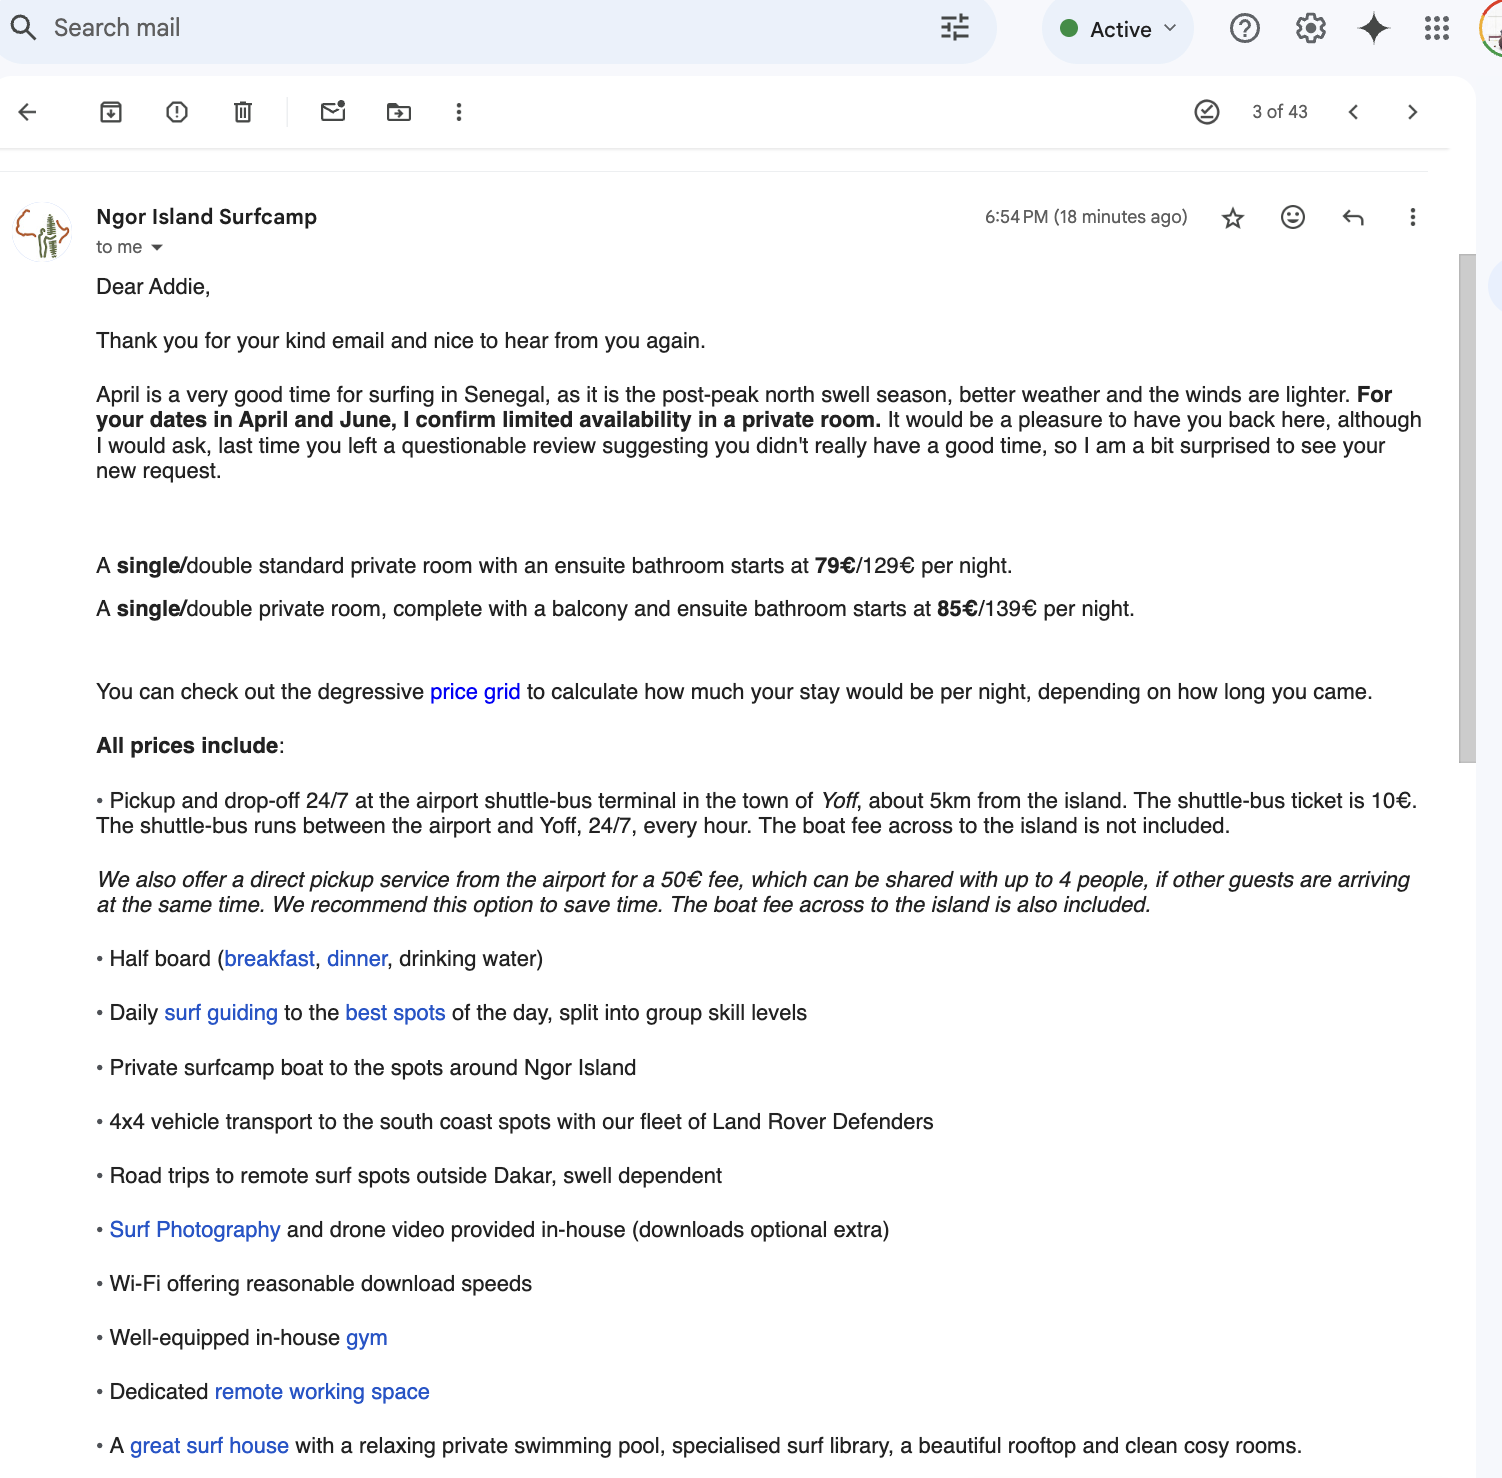 Search mail
Active
3 of 43
Ngor Island Surfcamp
6:54 PM (18 minutes ago)
to me
Dear Addie,
Thank you for your kind email and nice to hear from you again.
April is a very good time for surfing in Senegal, as it is the post-peak north swell season, better weather and the winds are lighter. For
your dates in April and June, I confirm limited availability in a private room. It would be a pleasure to have you back here, although
I would ask, last time you left a questionable review suggesting you didn't really have a good time, so I am a bit surprised to see your
new request.
A single/double standard private room with an ensuite bathroom starts at 79€/129€ per night.
A single/double private room, complete with a balcony and ensuite bathroom starts at 85€/139€ per night.
You can check out the degressive price grid to calculate how much your stay would be per night, depending on how long you came.
All prices include:
• Pickup and drop-off 24/7 at the airport shuttle-bus terminal in the town of Yoff, about 5km from the island. The shuttle-bus ticket is 10€.
The shuttle-bus runs between the airport and Yoff, 24/7, every hour. The boat fee across to the island is not included.
We also offer a direct pickup service from the airport for a 50€ fee, which can be shared with up to 4 people, if other guests are arriving
at the same time. We recommend this option to save time. The boat fee across to the island is also included.
• Half board (breakfast, dinner, drinking water)
• Daily surf guiding to the best spots of the day, split into group skill levels
• Private surfcamp boat to the spots around Ngor Island
• 4x4 vehicle transport to the south coast spots with our fleet of Land Rover Defenders
• Road trips to remote surf spots outside Dakar, swell dependent
• Surf Photography and drone video provided in-house (downloads optional extra)
• Wi-Fi offering reasonable download speeds
• Well-equipped in-house gym
• Dedicated remote working space
• A great surf house with a relaxing private swimming pool, specialised surf library, a beautiful rooftop and clean cosy rooms.